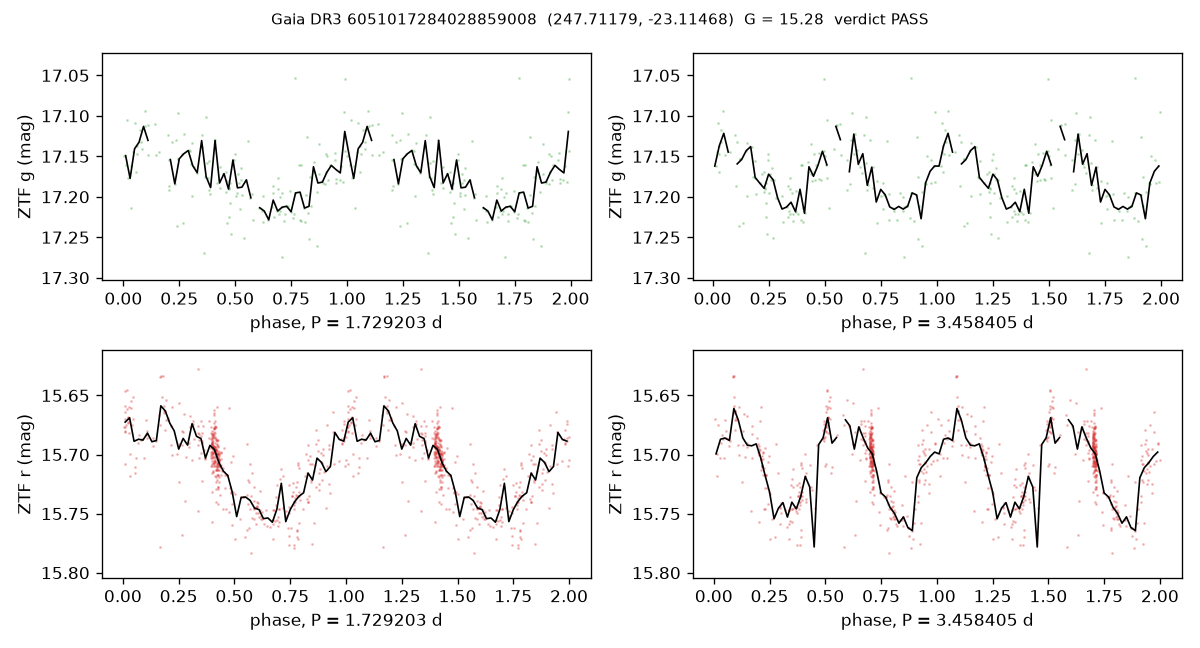 Gaia DR3 6051017284028859008 (247.71179, -23.11468) G = 15.28 verdict PASS
ZTF g (mag)
17.05
17.10
17.15
17.20
17.25
17.30
0.00 0.25 0.50 0.75 1.00 1.25 1.50 1.75 2.00
phase, P = 1.729203 d
ZTF g (mag)
17.05
17.10
17.15
17.20
17.25
17.30
0.00 0.25 0.50 0.75 1.00 1.25 1.50 1.75 2.00
phase, P = 3.458405 d
ZTF r (mag)
15.65
15.70
15.75
15.80
0.00 0.25 0.50 0.75 1.00 1.25 1.50 1.75 2.00
phase, P = 1.729203 d
ZTF r (mag)
15.65
15.70
15.75
15.80
0.00 0.25 0.50 0.75 1.00 1.25 1.50 1.75 2.00
phase, P = 3.458405 d